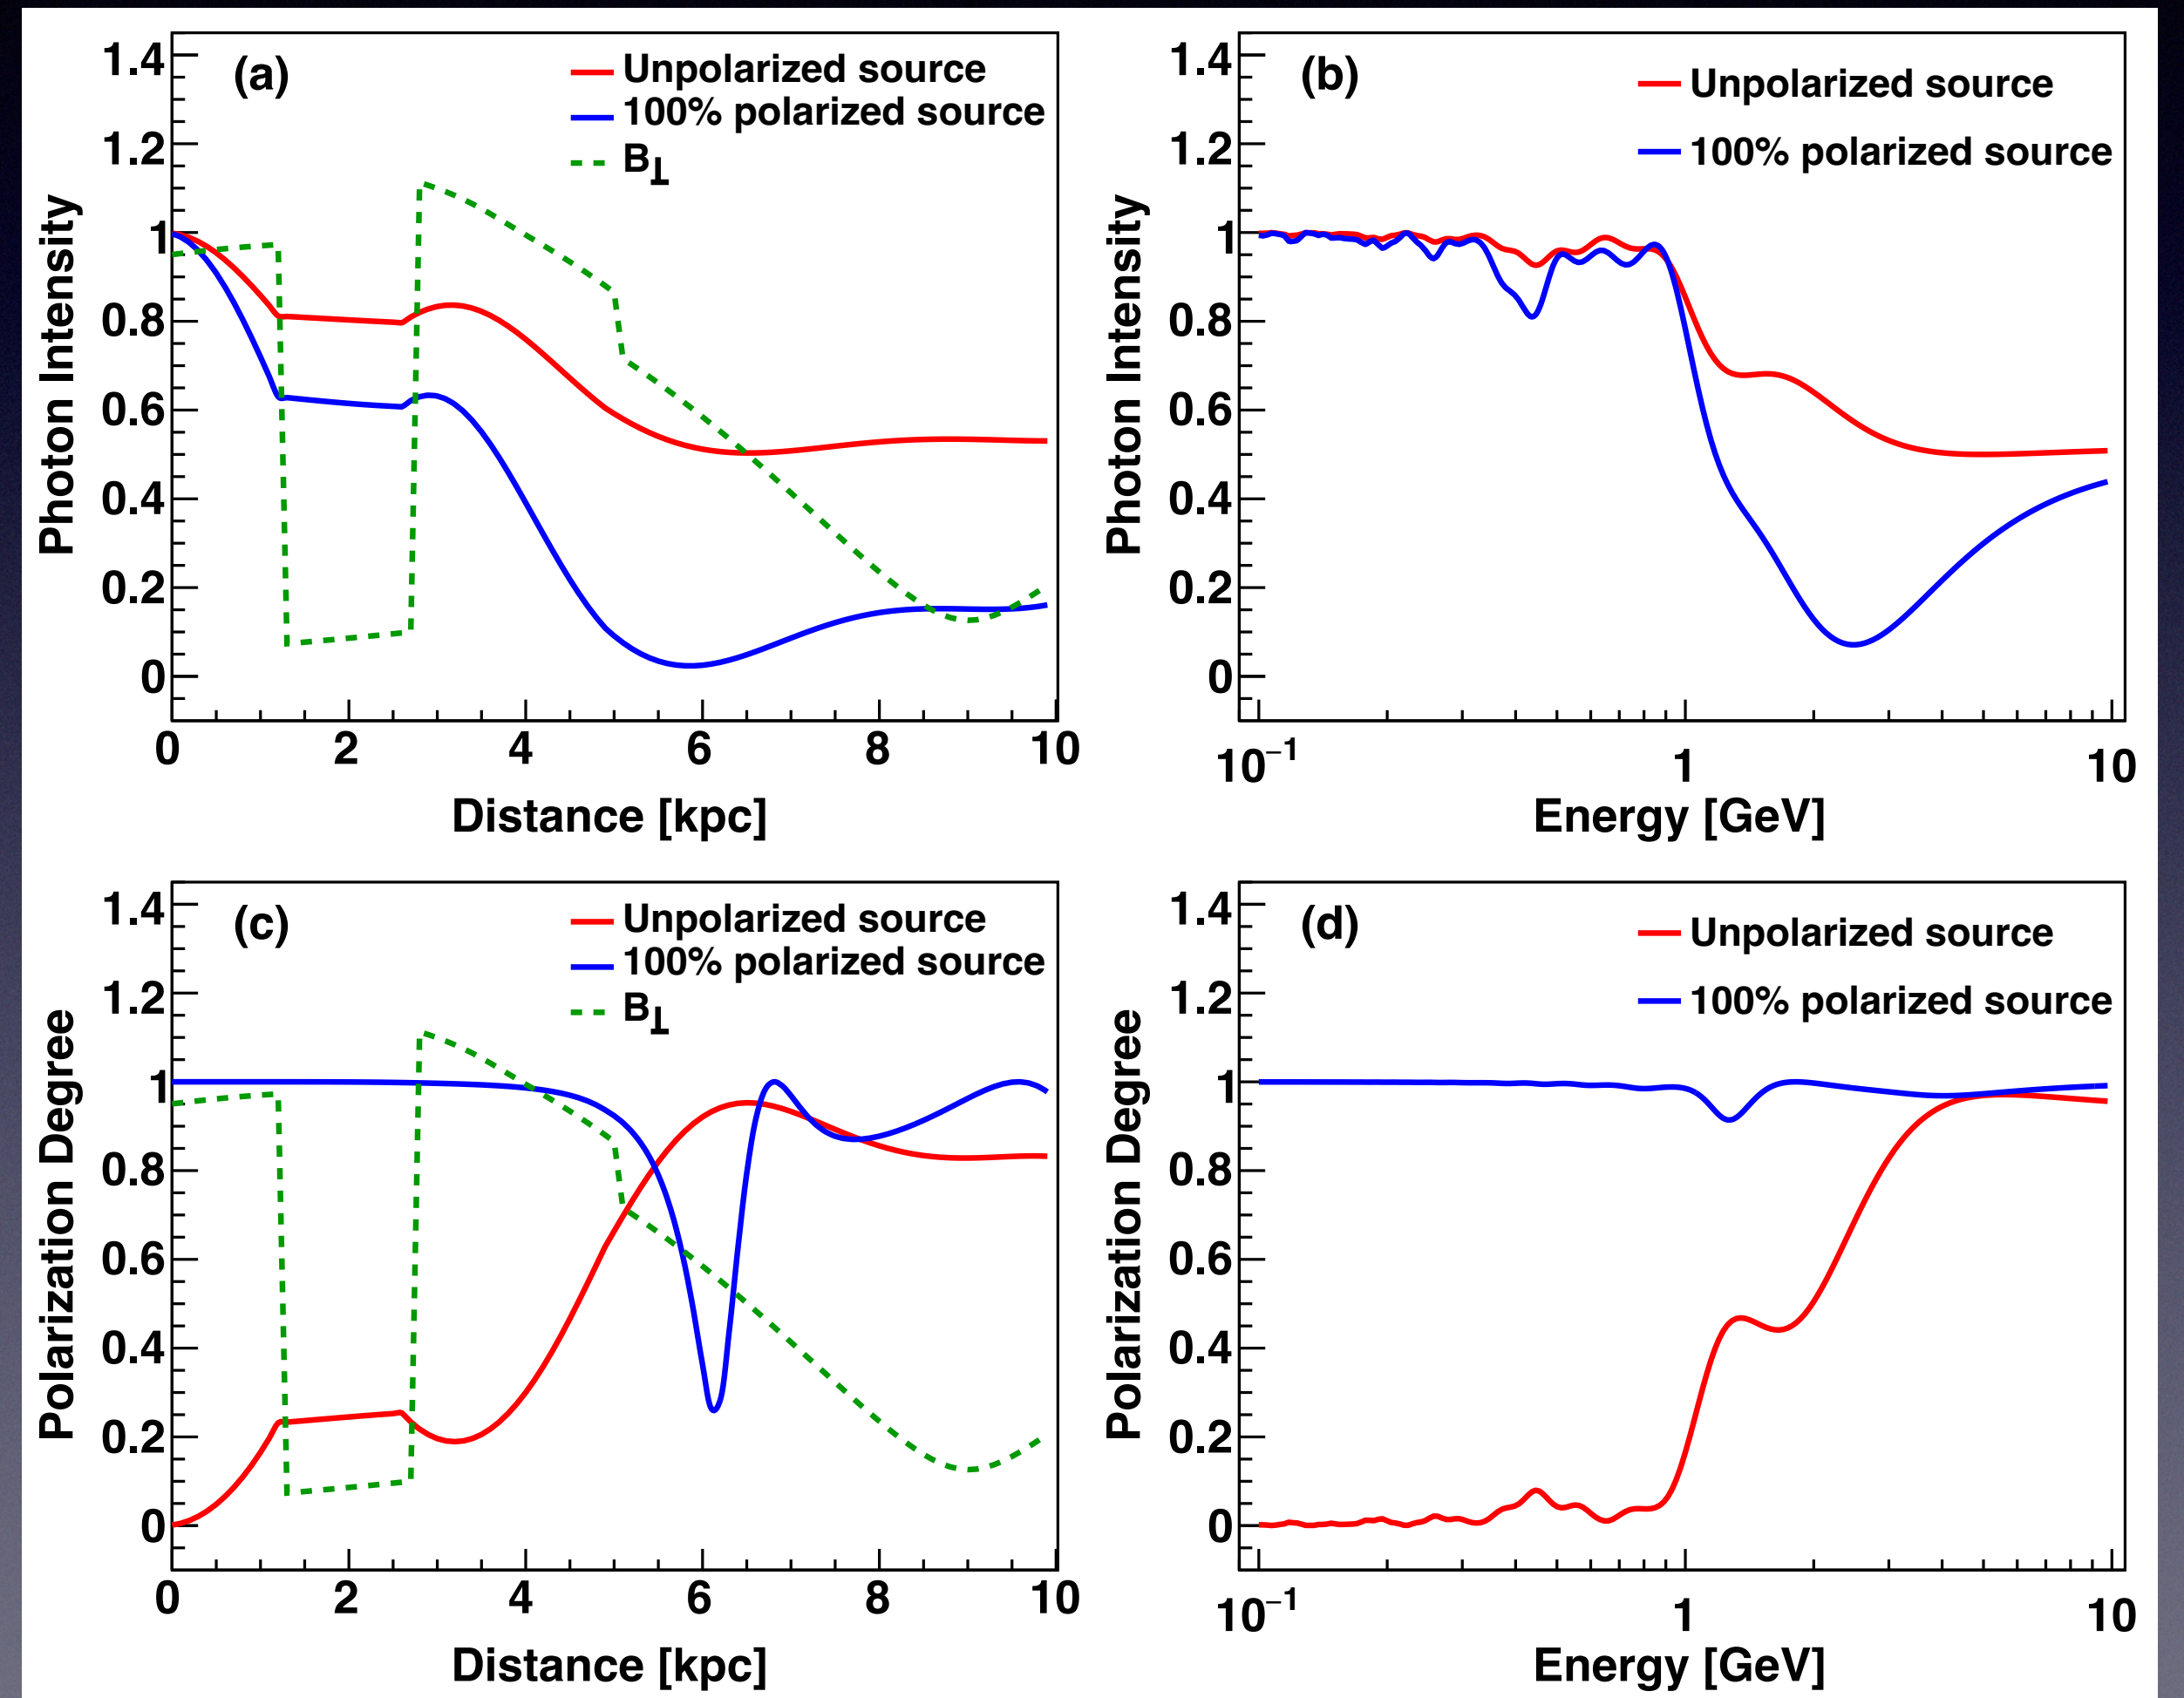 (a)
Unpolarized source
100% polarized source
B⊥
1.4
1.2
1
0.8
0.6
0.4
0.2
0
Photon Intensity
0 2 4 6 8 10
Distance [kpc]
(b)
Unpolarized source
100% polarized source
1.4
1.2
1
0.8
0.6
0.4
0.2
0
Photon Intensity
10⁻¹ 1 10
Energy [GeV]
(c)
Unpolarized source
100% polarized source
B⊥
1.4
1.2
1
0.8
0.6
0.4
0.2
0
Polarization Degree
0 2 4 6 8 10
Distance [kpc]
(d)
Unpolarized source
100% polarized source
1.4
1.2
1
0.8
0.6
0.4
0.2
0
Polarization Degree
10⁻¹ 1 10
Energy [GeV]